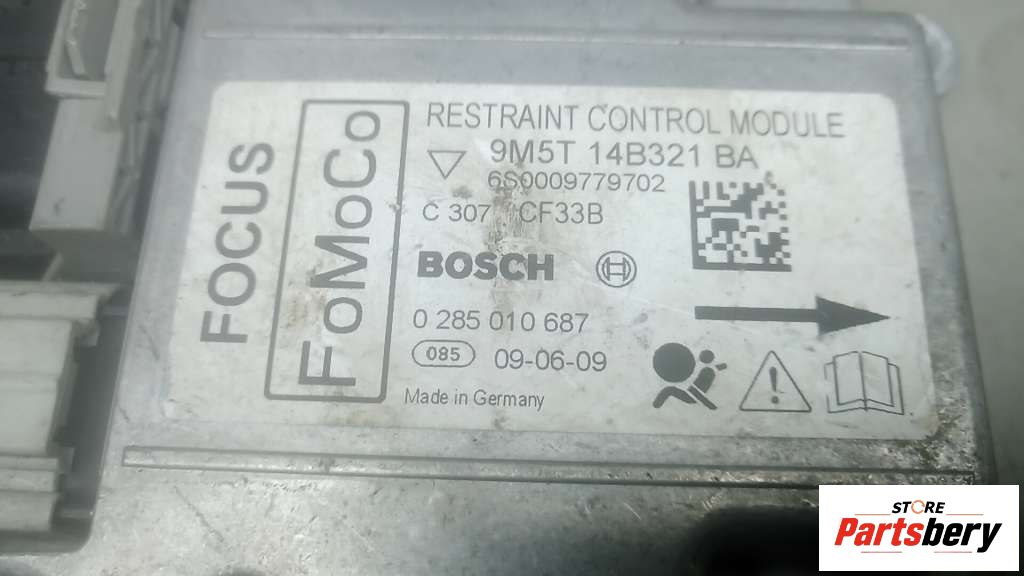 FOCUS
FoMoCo
RESTRAINT CONTROL MODULE
9M5T 14B321 BA
6S0009779702
C 307 CF33B
BOSCH
0 285 010 687
085 09-06-09
Made in Germany
STORE
Partsbery